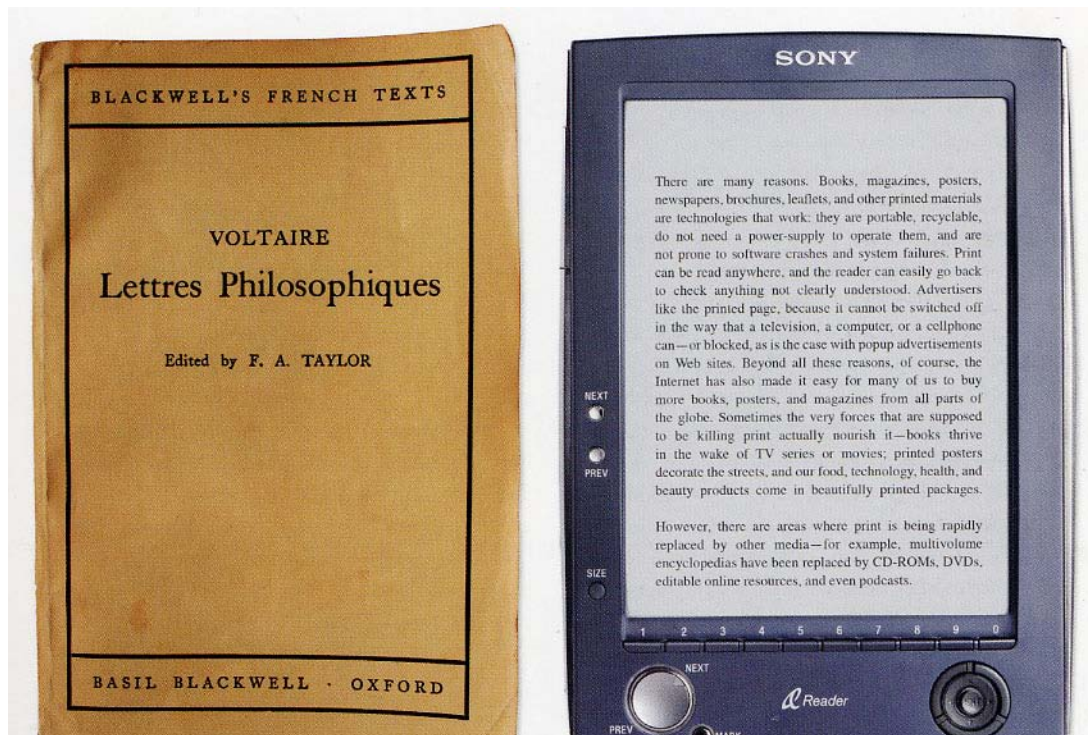 BLACKWELL'S FRENCH TEXTS
VOLTAIRE
Lettres Philosophiques
Edited by F. A. TAYLOR
BASIL BLACKWELL · OXFORD
SONY
There are many reasons. Books, magazines, posters,
newspapers, brochures, leaflets, and other printed materials
are technologies that work: they are portable, recyclable,
do not need a power-supply to operate them, and are
not prone to software crashes and system failures. Print
can be read anywhere, and the reader can easily go back
to check anything not clearly understood. Advertisers
like the printed page, because it cannot be switched off
in the way that a television, a computer, or a cellphone
can—or blocked, as is the case with popup advertisements
on Web sites. Beyond all these reasons, of course, the
Internet has also made it easy for many of us to buy
more books, posters, and magazines from all parts of
the globe. Sometimes the very forces that are supposed
to be killing print actually nourish it—books thrive
in the wake of TV series or movies; printed posters
decorate the streets, and our food, technology, health, and
beauty products come in beautifully printed packages.
However, there are areas where print is being rapidly
replaced by other media—for example, multivolume
encyclopedias have been replaced by CD-ROMs, DVDs,
editable online resources, and even podcasts.
NEXT
PREV
SIZE
1 2 3 4 5 6 7 8 9 0
NEXT
Reader
PREV
MARK